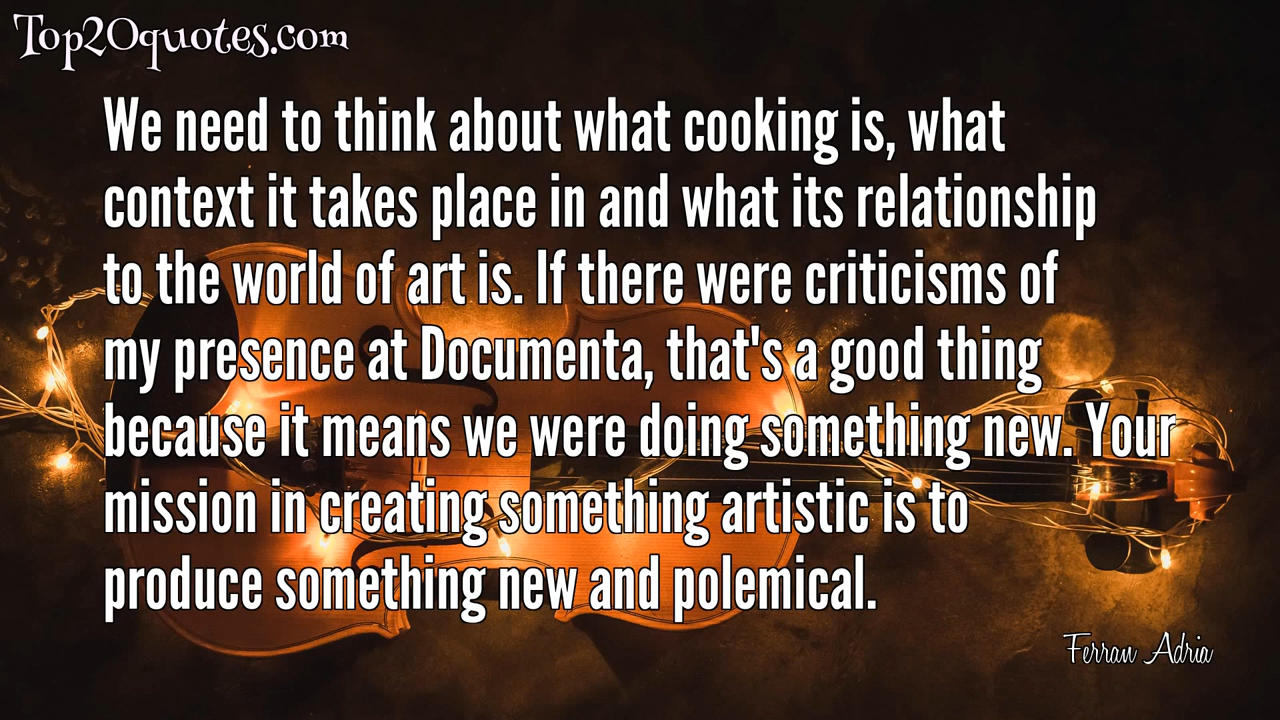 Top20quotes.com
We need to think about what cooking is, what
context it takes place in and what its relationship
to the world of art is. If there were criticisms of
my presence at Documenta, that's a good thing
because it means we were doing something new. Your
mission in creating something artistic is to
produce something new and polemical.
Ferran Adria